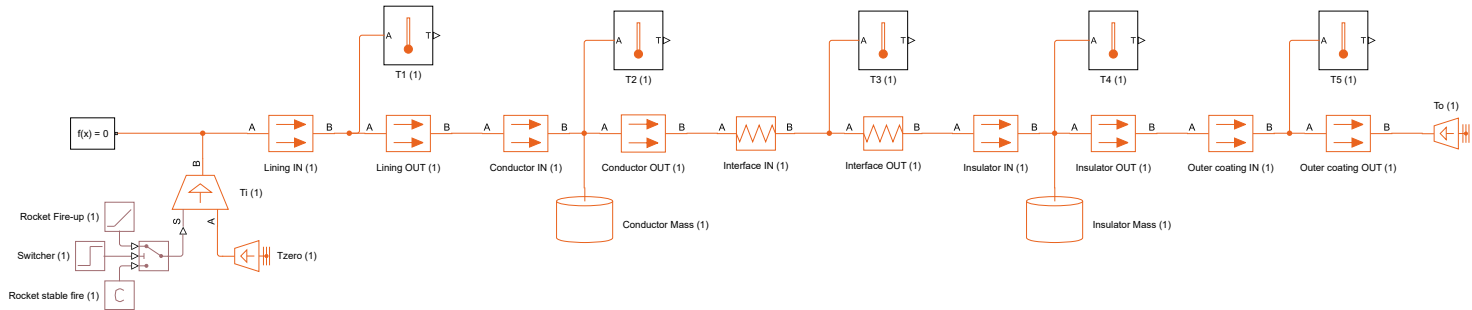 A T
T1 (1)
A T
T2 (1)
A T
T3 (1)
A T
T4 (1)
A T
T5 (1)
To (1)
f(x) = 0
A B
Lining IN (1)
A B
Lining OUT (1)
A B
Conductor IN (1)
A B
Conductor OUT (1)
A B
Interface IN (1)
A B
Interface OUT (1)
A B
Insulator IN (1)
A B
Insulator OUT (1)
A B
Outer coating IN (1)
A B
Outer coating OUT (1)
B
Ti (1)
S A
Rocket Fire-up (1)
Switcher (1)
Rocket stable fire (1)
C
Tzero (1)
Conductor Mass (1)
Insulator Mass (1)